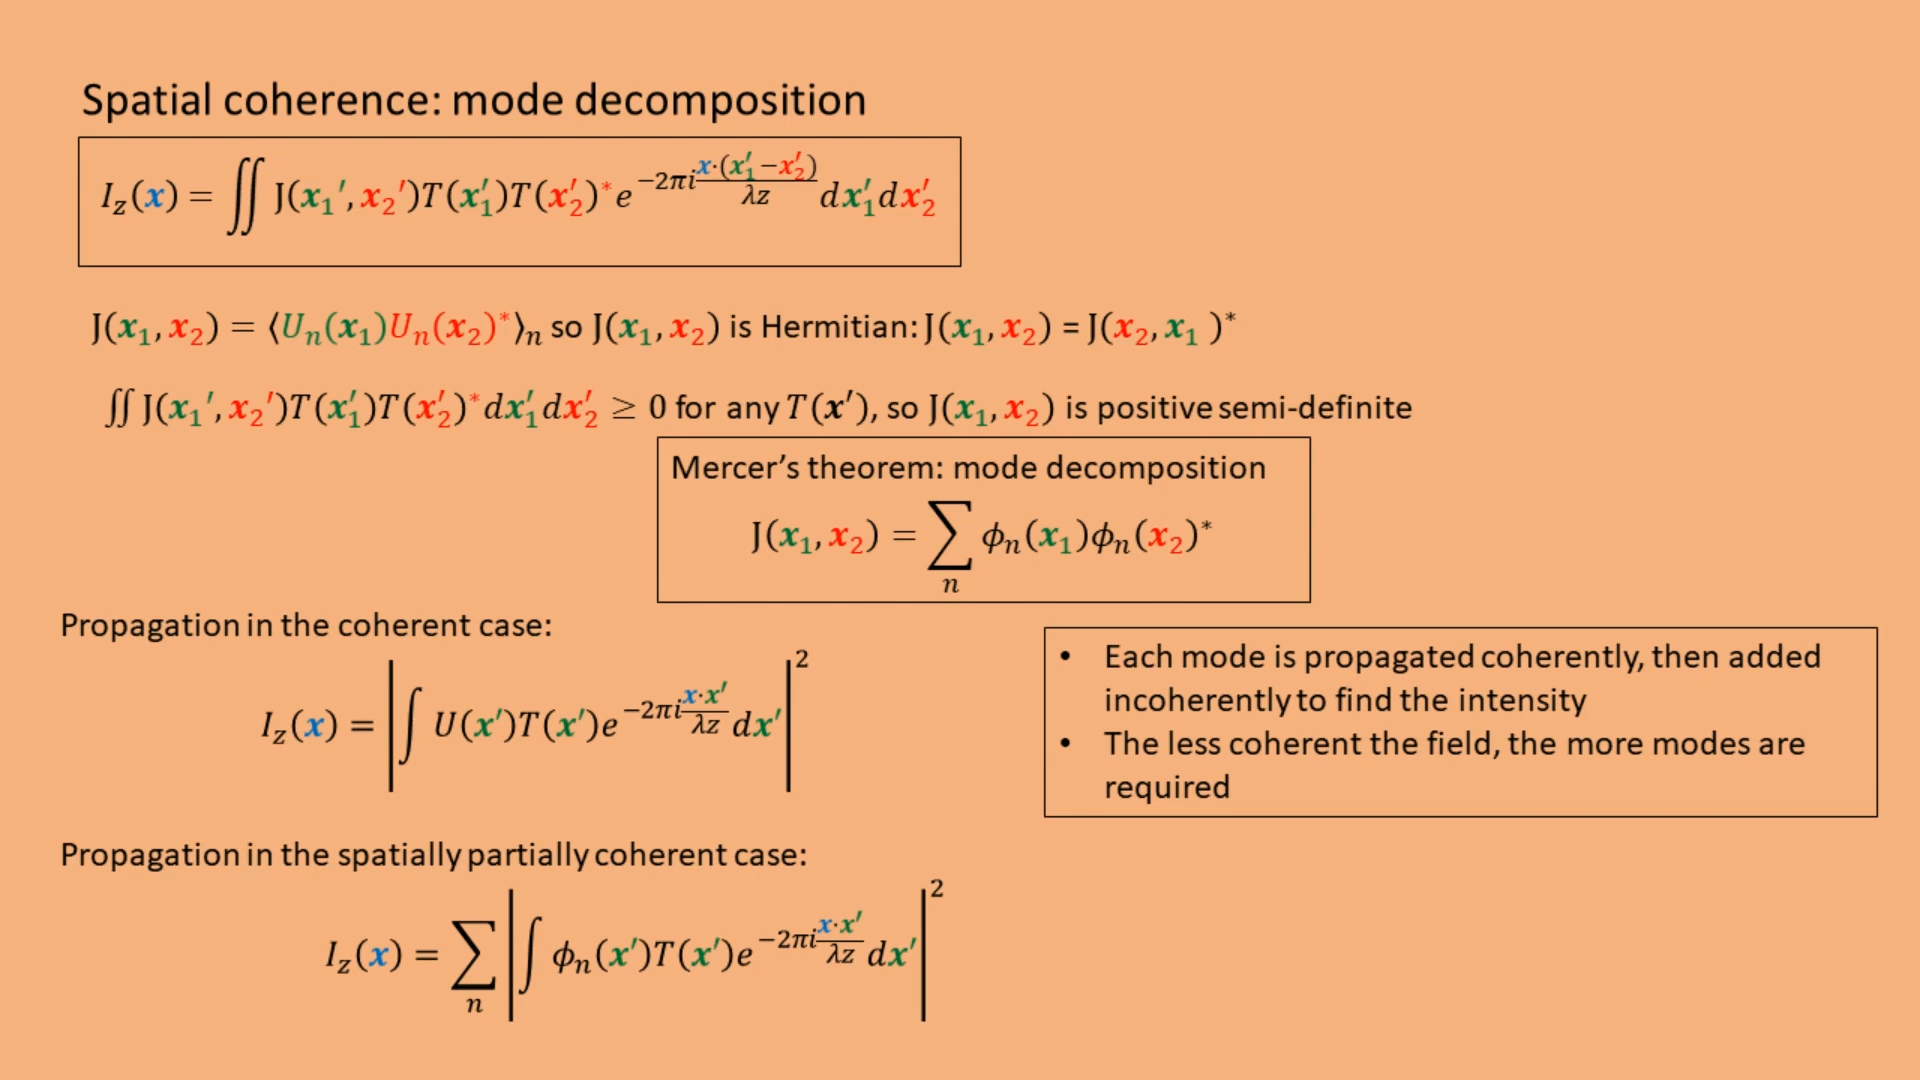 Spatial coherence: mode decomposition
I_z(x) = ∬ J(x₁′, x₂′)T(x₁′)T(x₂′)* e^{−2πi x·(x₁′−x₂′)/λz} dx₁′dx₂′
J(x₁, x₂) = ⟨U_n(x₁)U_n(x₂)*⟩_n so J(x₁, x₂) is Hermitian: J(x₁, x₂) = J(x₂, x₁ )*
∬ J(x₁′, x₂′)T(x₁′)T(x₂′)* dx₁′dx₂′ ≥ 0 for any T(x′), so J(x₁, x₂) is positive semi-definite
Mercer’s theorem: mode decomposition
J(x₁, x₂) = ∑_n ϕ_n(x₁)ϕ_n(x₂)*
Propagation in the coherent case:
I_z(x) = |∫ U(x′)T(x′)e^{−2πi x·x′/λz} dx′|²
• Each mode is propagated coherently, then added
incoherently to find the intensity
• The less coherent the field, the more modes are
required
Propagation in the spatially partially coherent case:
I_z(x) = ∑_n |∫ ϕ_n(x′)T(x′)e^{−2πi x·x′/λz} dx′|²